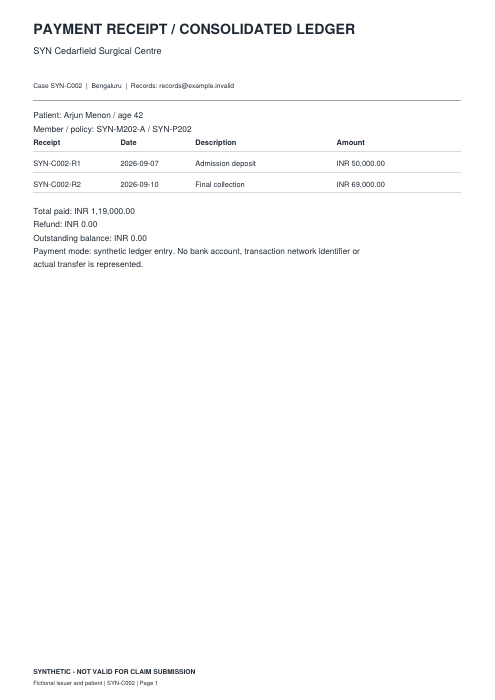 PAYMENT RECEIPT / CONSOLIDATED LEDGER
SYN Cedarfield Surgical Centre
Case SYN-C002 | Bengaluru | Records: records@example.invalid
Patient: Arjun Menon / age 42
Member / policy: SYN-M202-A / SYN-P202
Receipt Date Description Amount
SYN-C002-R1 2026-09-07 Admission deposit INR 50,000.00
SYN-C002-R2 2026-09-10 Final collection INR 69,000.00
Total paid: INR 1,19,000.00
Refund: INR 0.00
Outstanding balance: INR 0.00
Payment mode: synthetic ledger entry. No bank account, transaction network identifier or
actual transfer is represented.
SYNTHETIC - NOT VALID FOR CLAIM SUBMISSION
Fictional issuer and patient | SYN-C002 | Page 1